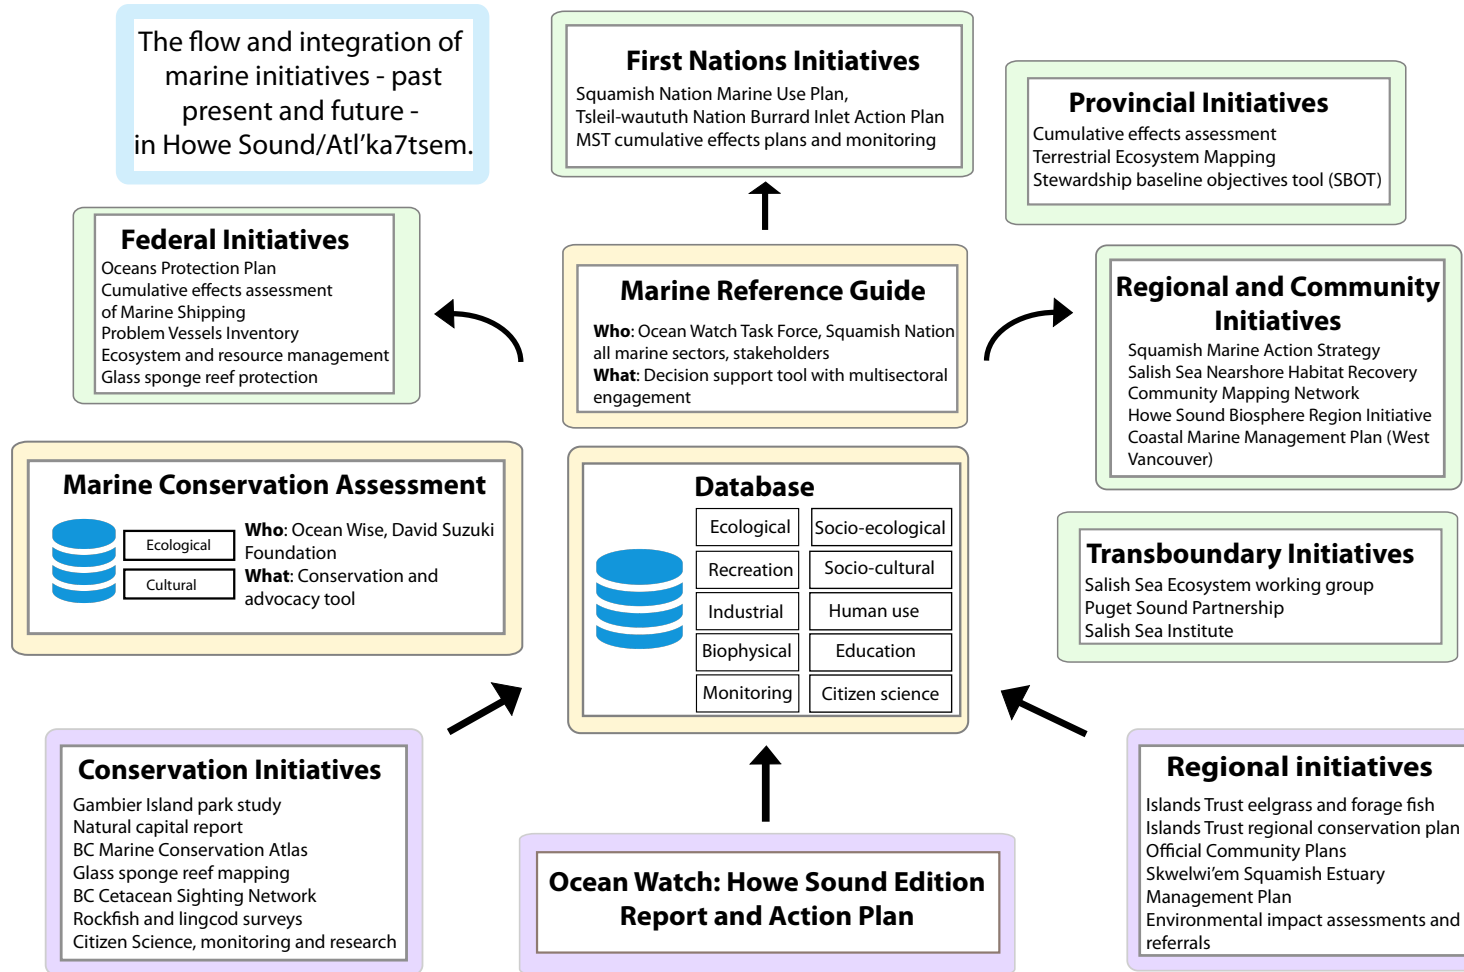 The flow and integration of
marine initiatives - past
present and future -
in Howe Sound/Atl'ka7tsem.
First Nations Initiatives
Squamish Nation Marine Use Plan,
Tsleil-waututh Nation Burrard Inlet Action Plan
MST cumulative effects plans and monitoring
Provincial Initiatives
Cumulative effects assessment
Terrestrial Ecosystem Mapping
Stewardship baseline objectives tool (SBOT)
Federal Initiatives
Oceans Protection Plan
Cumulative effects assessment
of Marine Shipping
Problem Vessels Inventory
Ecosystem and resource management
Glass sponge reef protection
Marine Reference Guide
Who: Ocean Watch Task Force, Squamish Nation
all marine sectors, stakeholders
What: Decision support tool with multisectoral
engagement
Regional and Community
Initiatives
Squamish Marine Action Strategy
Salish Sea Nearshore Habitat Recovery
Community Mapping Network
Howe Sound Biosphere Region Initiative
Coastal Marine Management Plan (West
Vancouver)
Marine Conservation Assessment
Ecological
Cultural
Who: Ocean Wise, David Suzuki
Foundation
What: Conservation and
advocacy tool
Database
Ecological
Socio-ecological
Recreation
Socio-cultural
Industrial
Human use
Biophysical
Education
Monitoring
Citizen science
Transboundary Initiatives
Salish Sea Ecosystem working group
Puget Sound Partnership
Salish Sea Institute
Conservation Initiatives
Gambier Island park study
Natural capital report
BC Marine Conservation Atlas
Glass sponge reef mapping
BC Cetacean Sighting Network
Rockfish and lingcod surveys
Citizen Science, monitoring and research
Ocean Watch: Howe Sound Edition
Report and Action Plan
Regional initiatives
Islands Trust eelgrass and forage fish
Islands Trust regional conservation plan
Official Community Plans
Skwelwi'em Squamish Estuary
Management Plan
Environmental impact assessments and
referrals